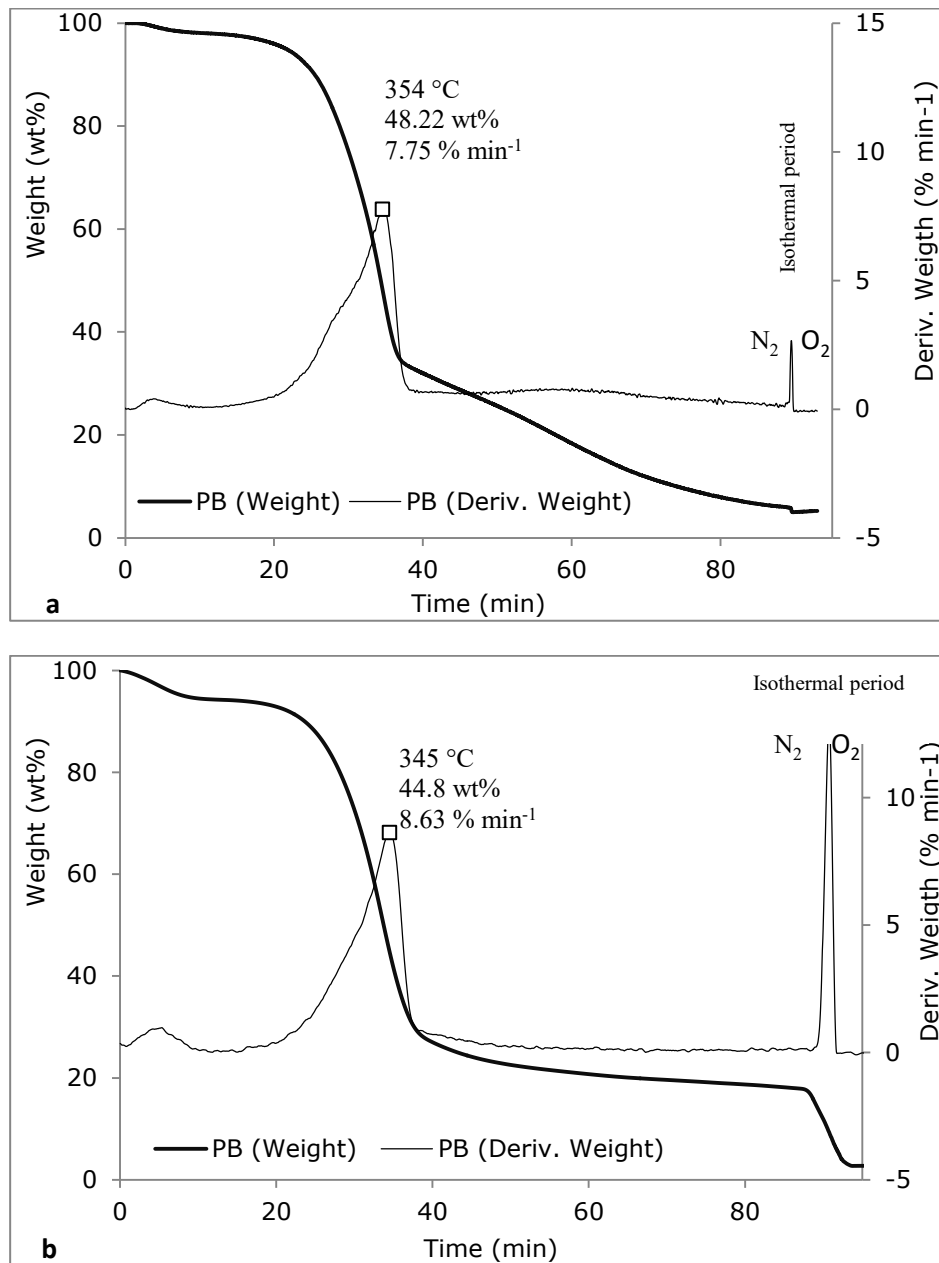 100
80
60
40
20
0
Weight (wt%)
354 °C
48.22 wt%
7.75 % min-1
Isothermal period
N2 O2
15
10
5
0
-5
Deriv. Weigth (% min-1)
PB (Weight) PB (Deriv. Weight)
0 20 40 60 80
Time (min)
a
100
80
60
40
20
0
Weight (wt%)
Isothermal period
N2 O2
345 °C
44.8 wt%
8.63 % min-1
10
5
0
-5
Deriv. Weigth (% min-1)
PB (Weight) PB (Deriv. Weight)
0 20 40 60 80
Time (min)
b